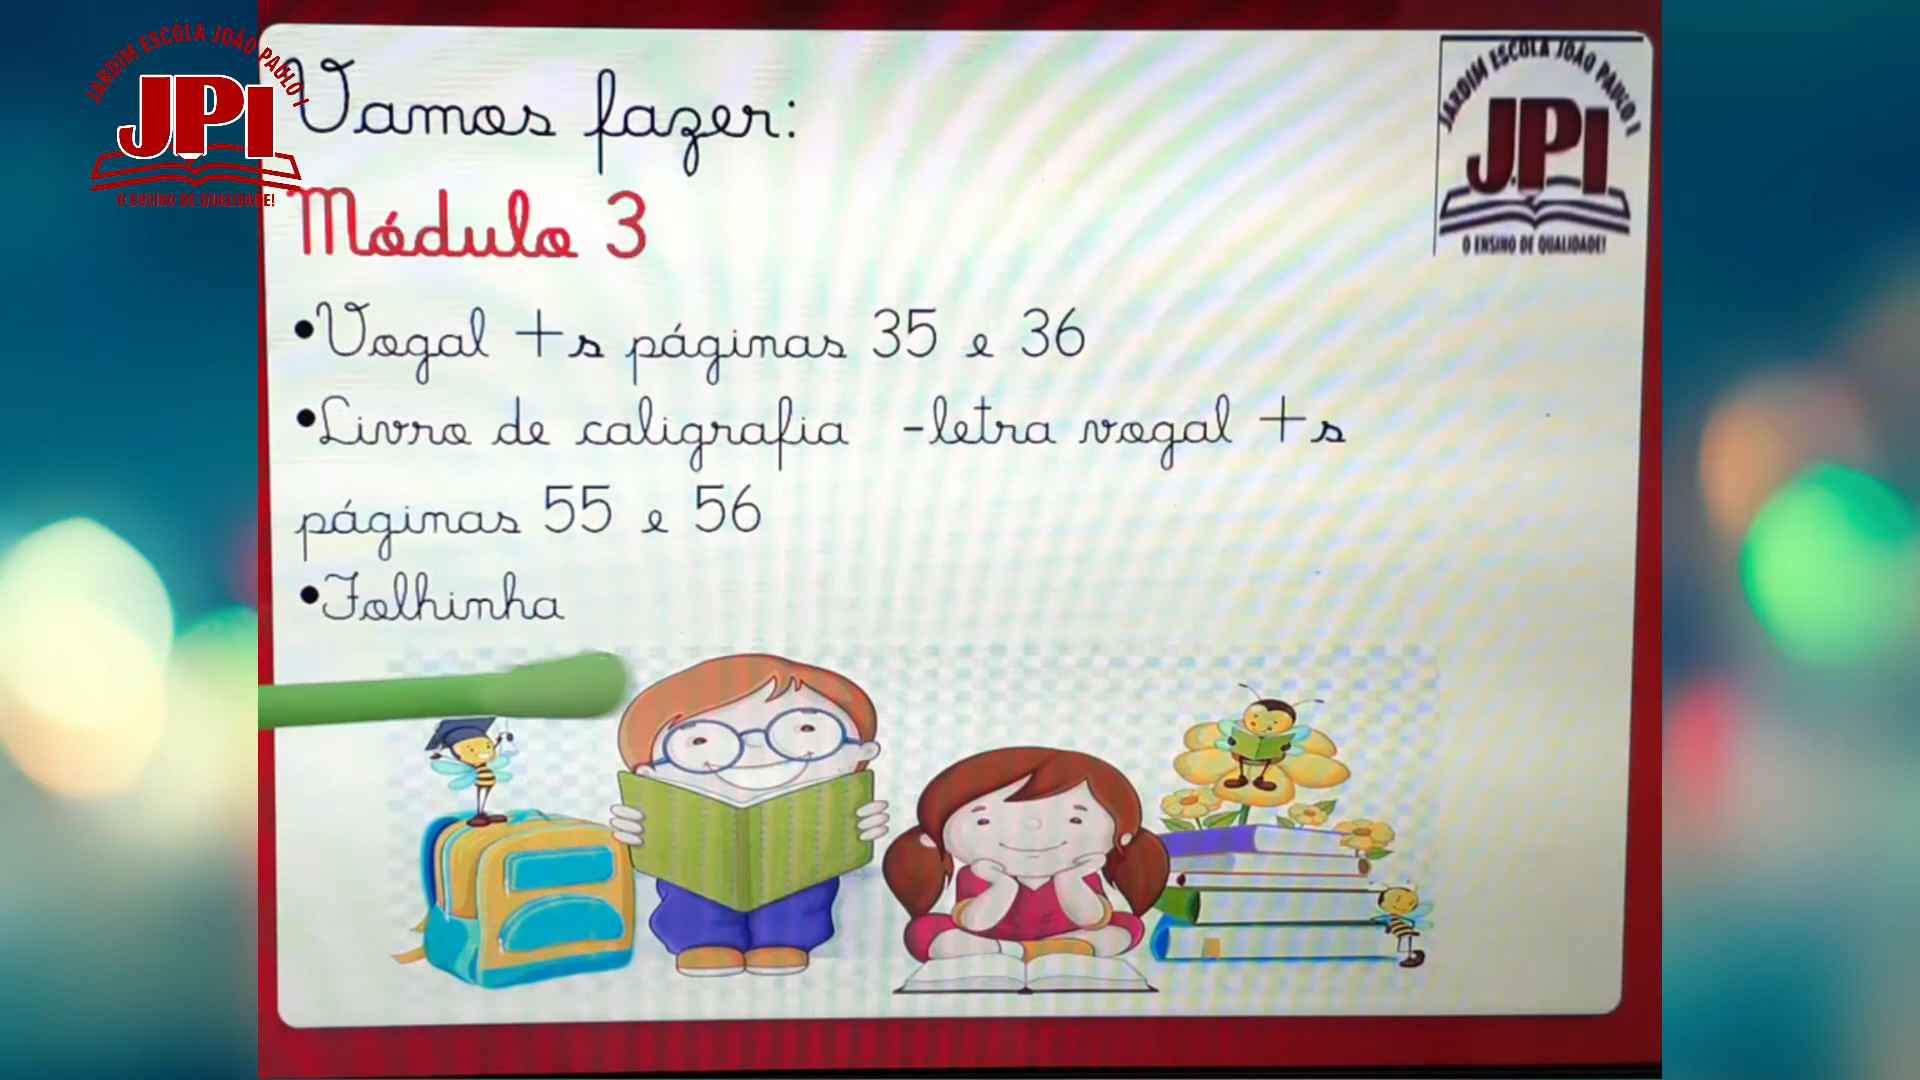 JARDIM ESCOLA JOÃO PAULO I
JPI
O ENSINO DE QUALIDADE!
Vamos fazer:
Módulo 3
JARDIM ESCOLA JOÃO PAULO I
JPI
O ENSINO DE QUALIDADE!
•Vogal +s páginas 35 e 36
•Livro de caligrafia -letra vogal +s
páginas 55 e 56
•Folhinha